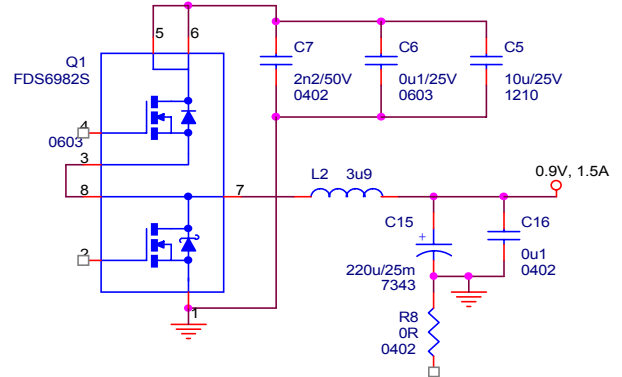 5
6
Q1
FDS6982S
4
0603
3
8
7
2
1
C7
2n2/50V
0402
C6
0u1/25V
0603
C5
10u/25V
1210
L2 3u9
0.9V, 1.5A
C15
+
220u/25m
7343
C16
0u1
0402
R8
0R
0402